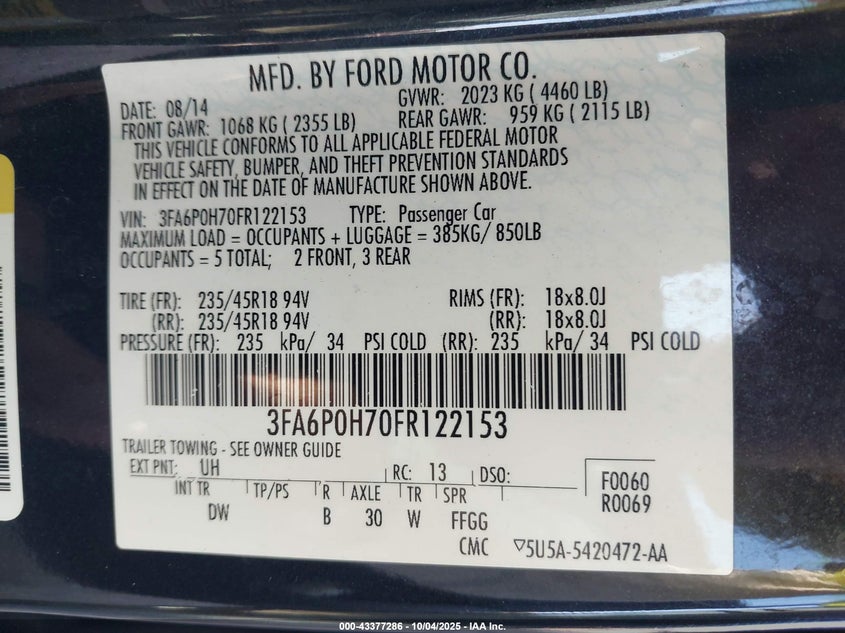 MFD. BY FORD MOTOR CO.
DATE: 08/14 GVWR: 2023 KG ( 4460 LB)
FRONT GAWR: 1068 KG ( 2355 LB) REAR GAWR: 959 KG ( 2115 LB)
THIS VEHICLE CONFORMS TO ALL APPLICABLE FEDERAL MOTOR
VEHICLE SAFETY, BUMPER, AND THEFT PREVENTION STANDARDS
IN EFFECT ON THE DATE OF MANUFACTURE SHOWN ABOVE.
VIN: 3FA6P0H70FR122153 TYPE: Passenger Car
MAXIMUM LOAD = OCCUPANTS + LUGGAGE = 385KG/ 850LB
OCCUPANTS = 5 TOTAL; 2 FRONT, 3 REAR
TIRE (FR): 235/45R18 94V RIMS (FR): 18x8.0J
(RR): 235/45R18 94V (RR): 18x8.0J
PRESSURE (FR): 235 kPa/ 34 PSI COLD (RR): 235 kPa/ 34 PSI COLD
3FA6P0H70FR122153
TRAILER TOWING - SEE OWNER GUIDE
EXT PNT: UH RC: 13 DSO: F0060
INT TR TP/PS R AXLE TR SPR R0069
DW B 30 W FFGG
CMC ▽5U5A-5420472-AA
000-43377286 - 10/04/2025 - IAA Inc.